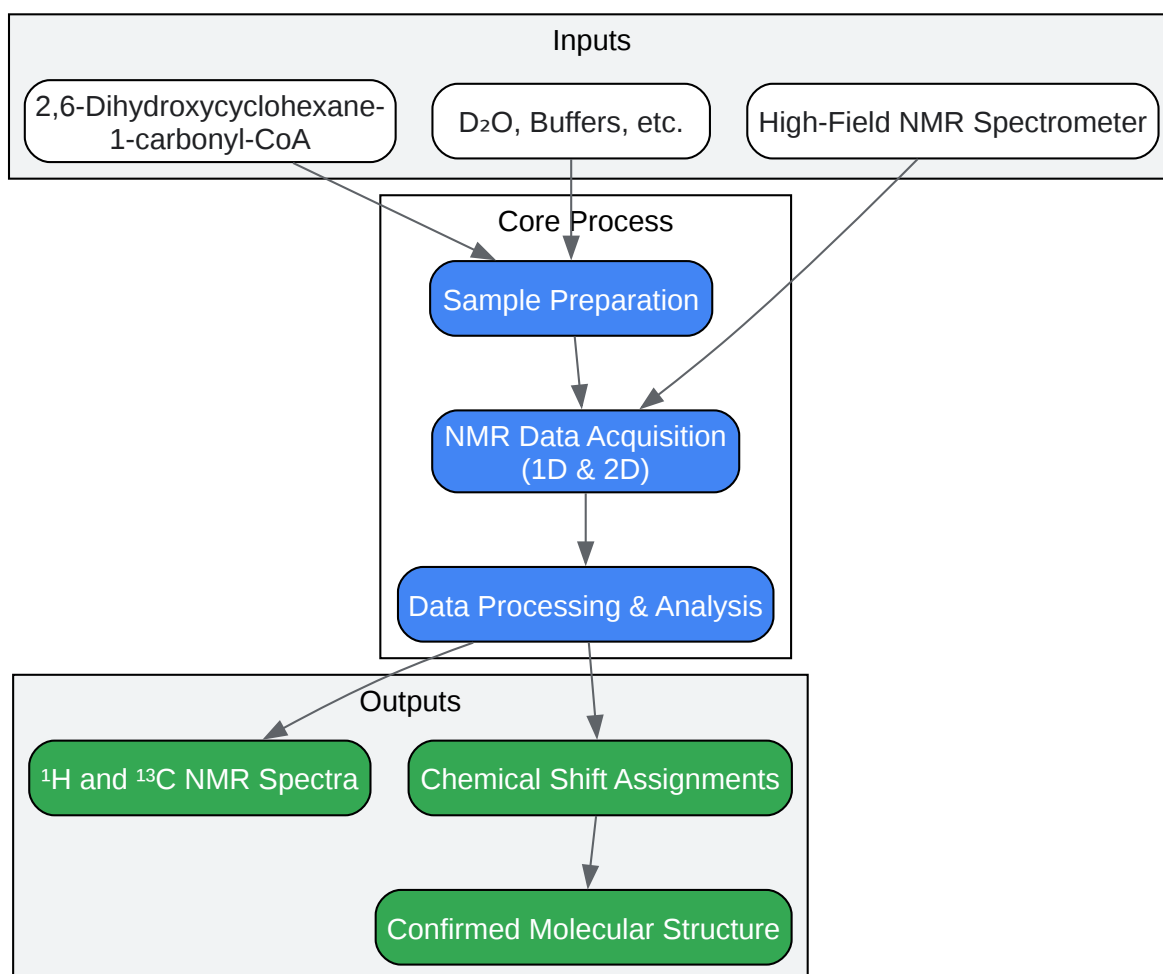 Inputs
2,6-Dihydroxycyclohexane-
1-carbonyl-CoA
D₂O, Buffers, etc.
High-Field NMR Spectrometer
Core Process
Sample Preparation
NMR Data Acquisition
(1D & 2D)
Data Processing & Analysis
Outputs
¹H and ¹³C NMR Spectra
Chemical Shift Assignments
Confirmed Molecular Structure